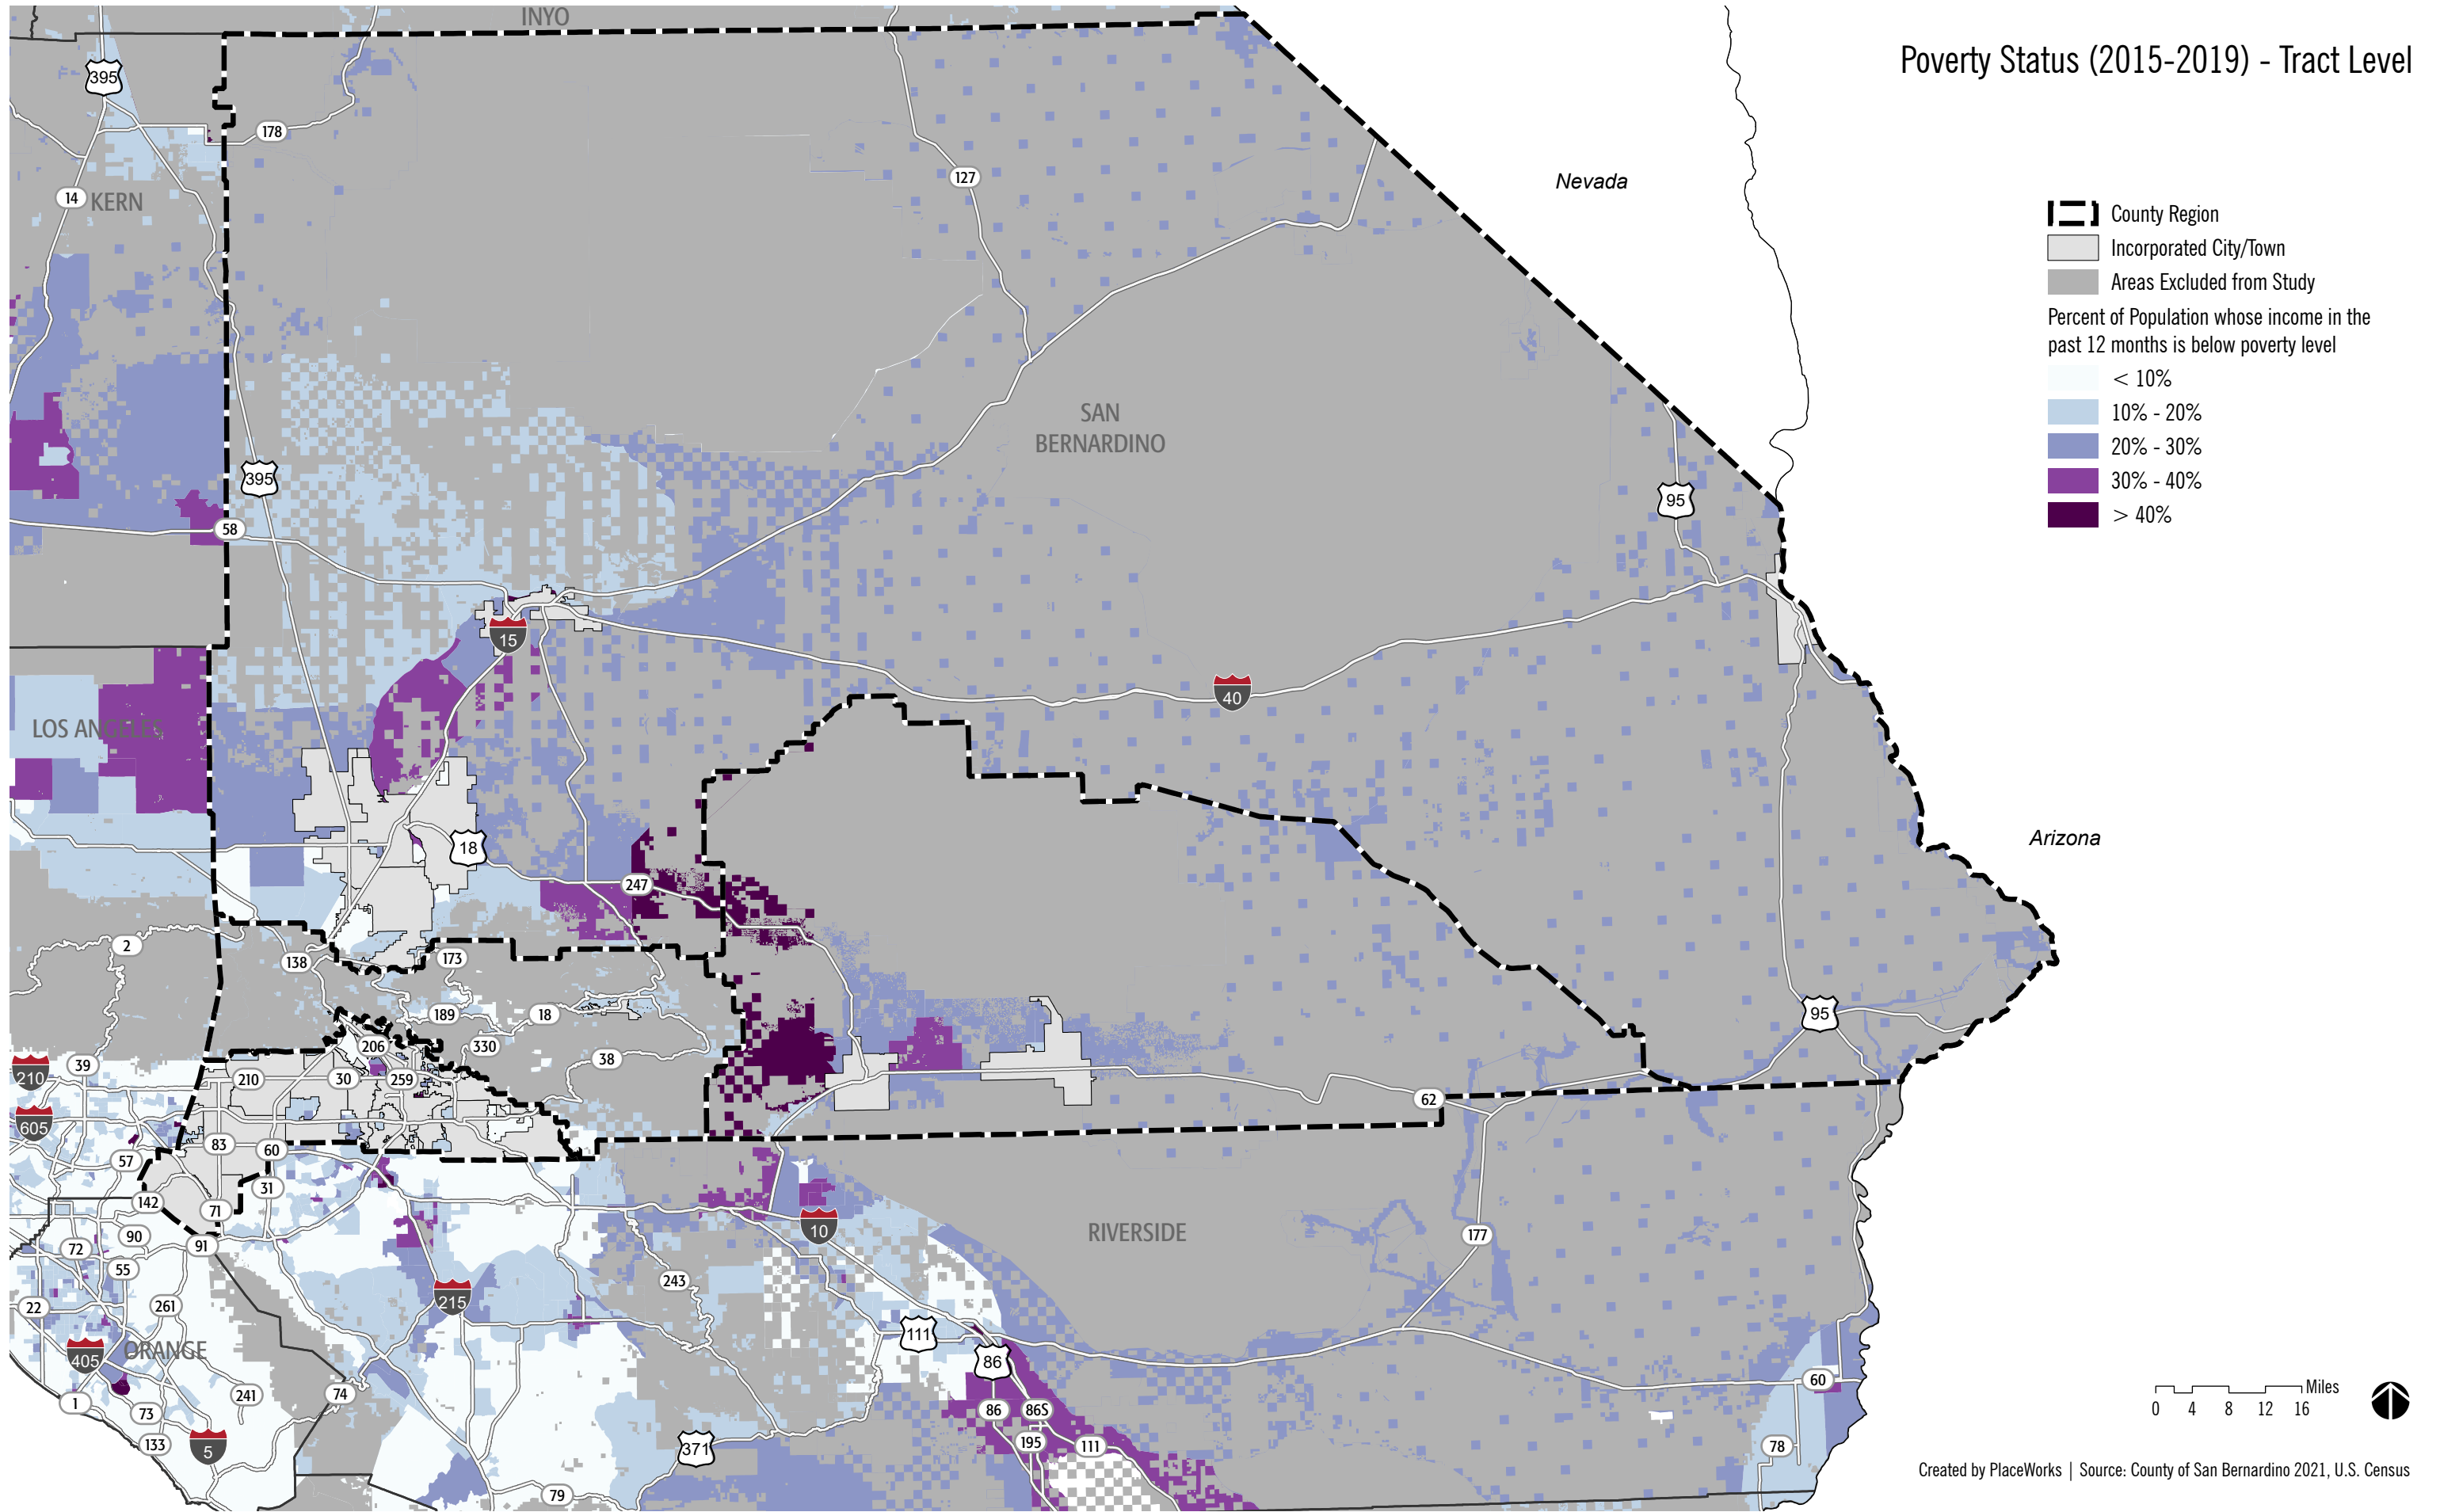 INYO
Poverty Status (2015-2019) - Tract Level
395
178
14
KERN
127
Nevada
County Region
Incorporated City/Town
Areas Excluded from Study
Percent of Population whose income in the
past 12 months is below poverty level
< 10%
10% - 20%
20% - 30%
30% - 40%
> 40%
SAN
BERNARDINO
395
95
58
15
40
LOS ANGELES
18
Arizona
247
2
138
173
189
18
95
206
330
38
39
210
210
30
259
62
605
83
60
57
31
142
71
10
90
91
72
RIVERSIDE
177
55
243
22
261
215
111
ORANGE
405
86
60
Miles
0 4 8 12 16
1
241
74
73
86
86S
133
5
371
195
111
78
79
Created by PlaceWorks | Source: County of San Bernardino 2021, U.S. Census